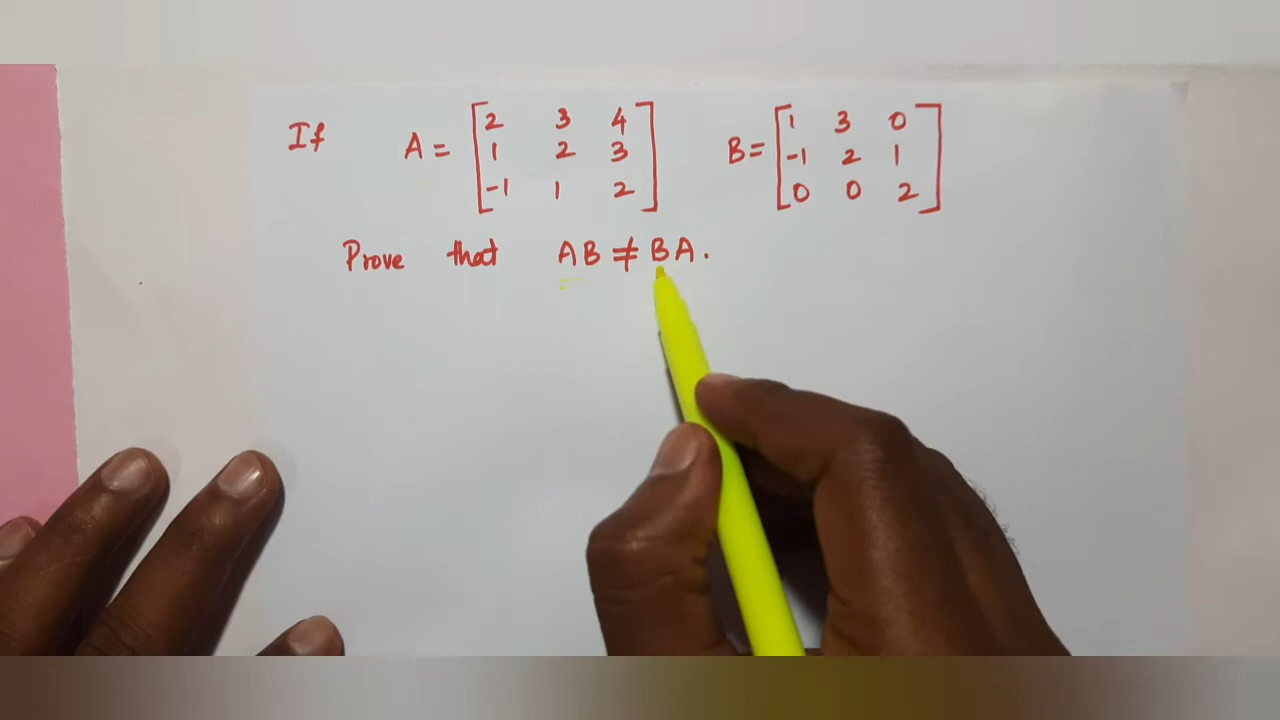 If A = [2 3 4 B = [1 3 0
1 2 3 -1 2 1
-1 1 2] 0 0 2]
Prove that AB ≠ BA.